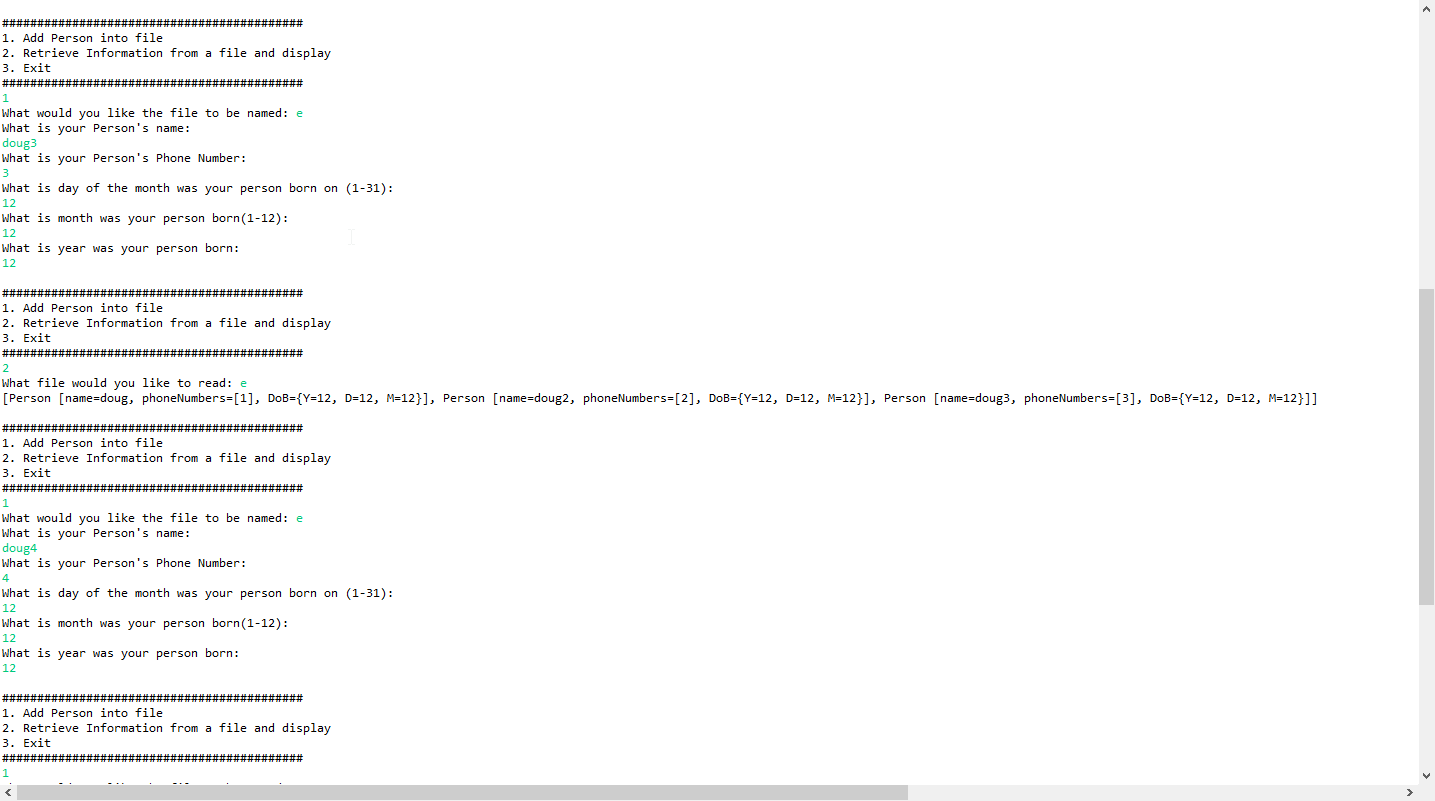 ###########################################
1. Add Person into file
2. Retrieve Information from a file and display
3. Exit
###########################################
1
What would you like the file to be named: e
What is your Person's name:
doug3
What is your Person's Phone Number:
3
What is day of the month was your person born on (1-31):
12
What is month was your person born(1-12):
12
What is year was your person born:
12
###########################################
1. Add Person into file
2. Retrieve Information from a file and display
3. Exit
###########################################
2
What file would you like to read: e
[Person [name=doug, phoneNumbers=[1], DoB={Y=12, D=12, M=12}], Person [name=doug2, phoneNumbers=[2], DoB={Y=12, D=12, M=12}], Person [name=doug3, phoneNumbers=[3], DoB={Y=12, D=12, M=12}]]
###########################################
1. Add Person into file
2. Retrieve Information from a file and display
3. Exit
###########################################
1
What would you like the file to be named: e
What is your Person's name:
doug4
What is your Person's Phone Number:
4
What is day of the month was your person born on (1-31):
12
What is month was your person born(1-12):
12
What is year was your person born:
12
###########################################
1. Add Person into file
2. Retrieve Information from a file and display
3. Exit
###########################################
1